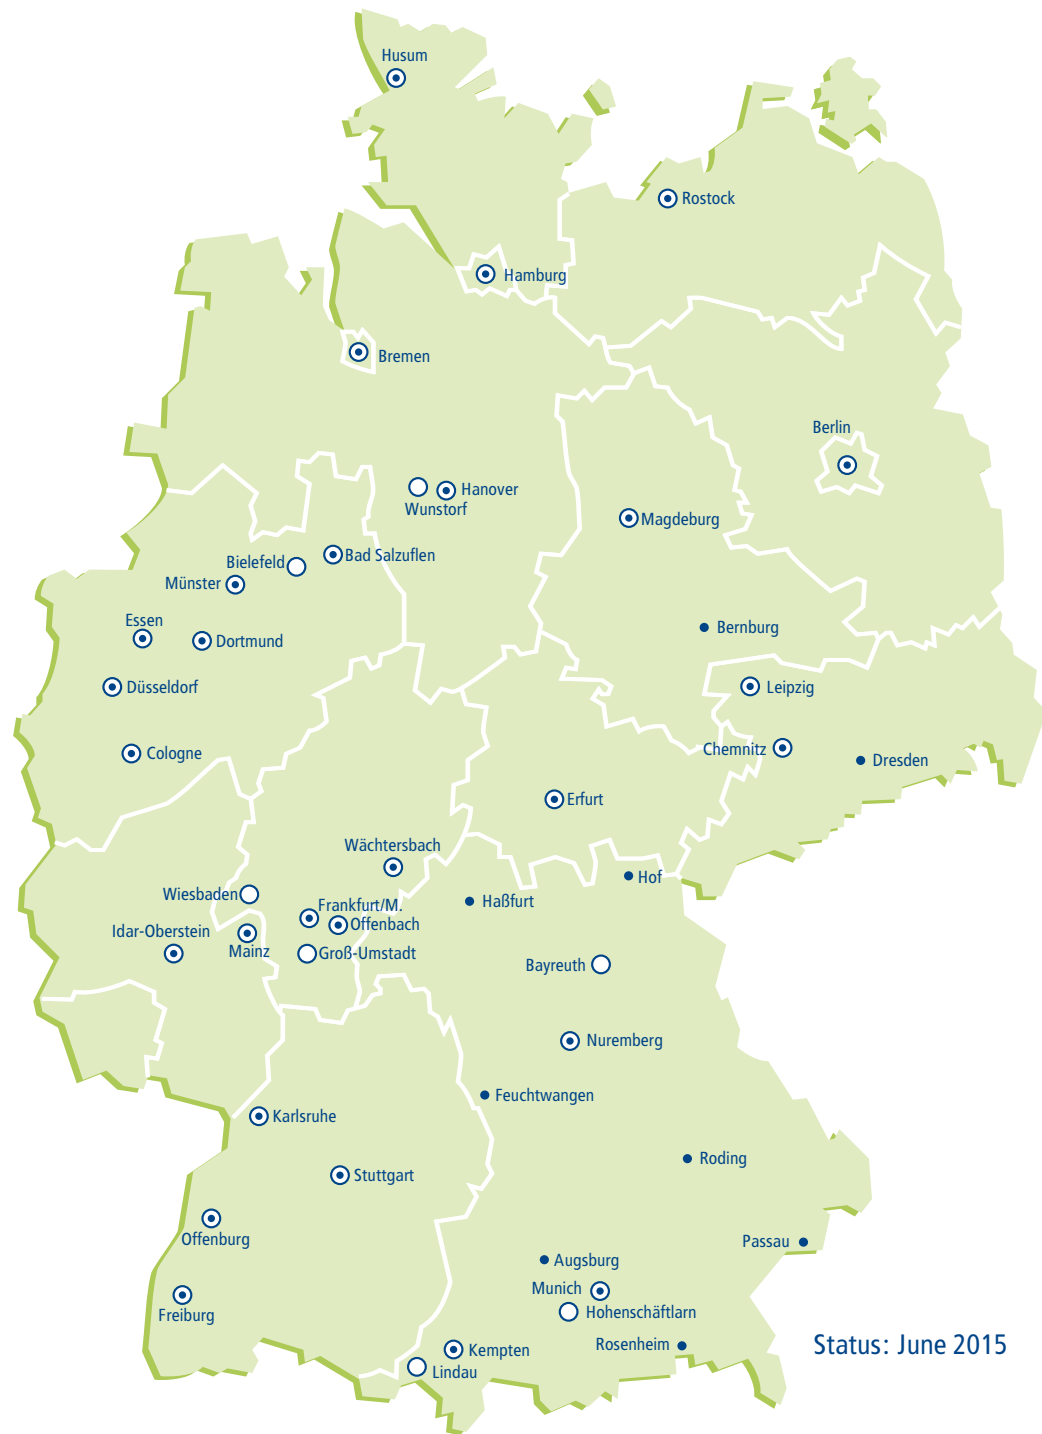 Husum
Rostock
Hamburg
Bremen
Berlin
Hanover
Wunstorf
Magdeburg
Bad Salzuflen
Bielefeld
Münster
Essen
Dortmund
Bernburg
Düsseldorf
Leipzig
Cologne
Chemnitz
Dresden
Erfurt
Wächtersbach
Hof
Wiesbaden
Haßfurt
Frankfurt/M.
Offenbach
Idar-Oberstein
Mainz
Groß-Umstadt
Bayreuth
Nuremberg
Feuchtwangen
Karlsruhe
Roding
Stuttgart
Offenburg
Passau
Augsburg
Munich
Hohenschäftlarn
Freiburg
Rosenheim
Status: June 2015
Kempten
Lindau